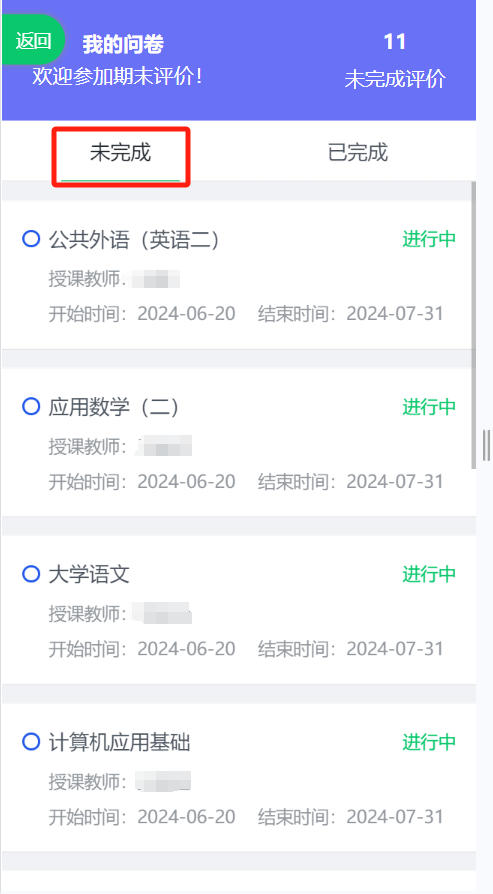 返回
我的问卷
11
欢迎参加期末评价！
未完成评价
未完成
已完成
公共外语（英语二）
进行中
授课教师：
开始时间：2024-06-20 结束时间：2024-07-31
应用数学（二）
进行中
授课教师：
开始时间：2024-06-20 结束时间：2024-07-31
大学语文
进行中
授课教师：
开始时间：2024-06-20 结束时间：2024-07-31
计算机应用基础
进行中
授课教师：
开始时间：2024-06-20 结束时间：2024-07-31